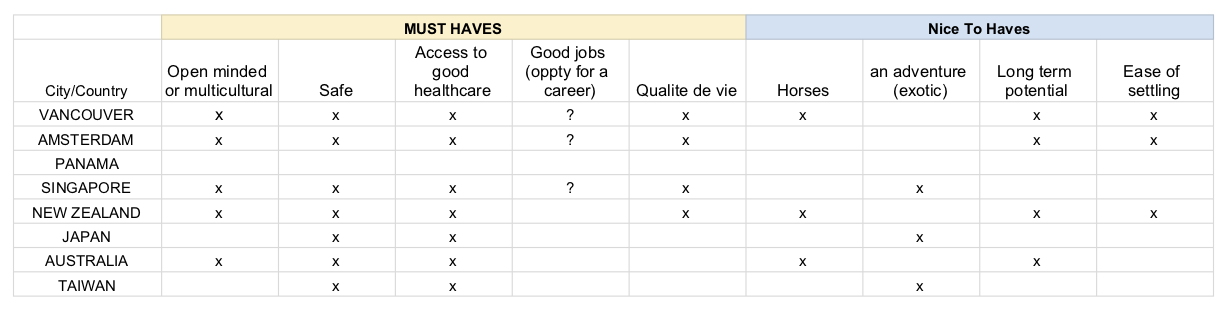 MUST HAVES Nice To Haves
City/Country Open minded or multicultural Safe Access to good healthcare Good jobs (oppty for a career) Qualite de vie Horses an adventure (exotic) Long term potential Ease of settling
VANCOUVER x x x ? x x x x
AMSTERDAM x x x ? x x x
PANAMA
SINGAPORE x x x ? x x
NEW ZEALAND x x x x x x x
JAPAN x x x
AUSTRALIA x x x x x
TAIWAN x x x